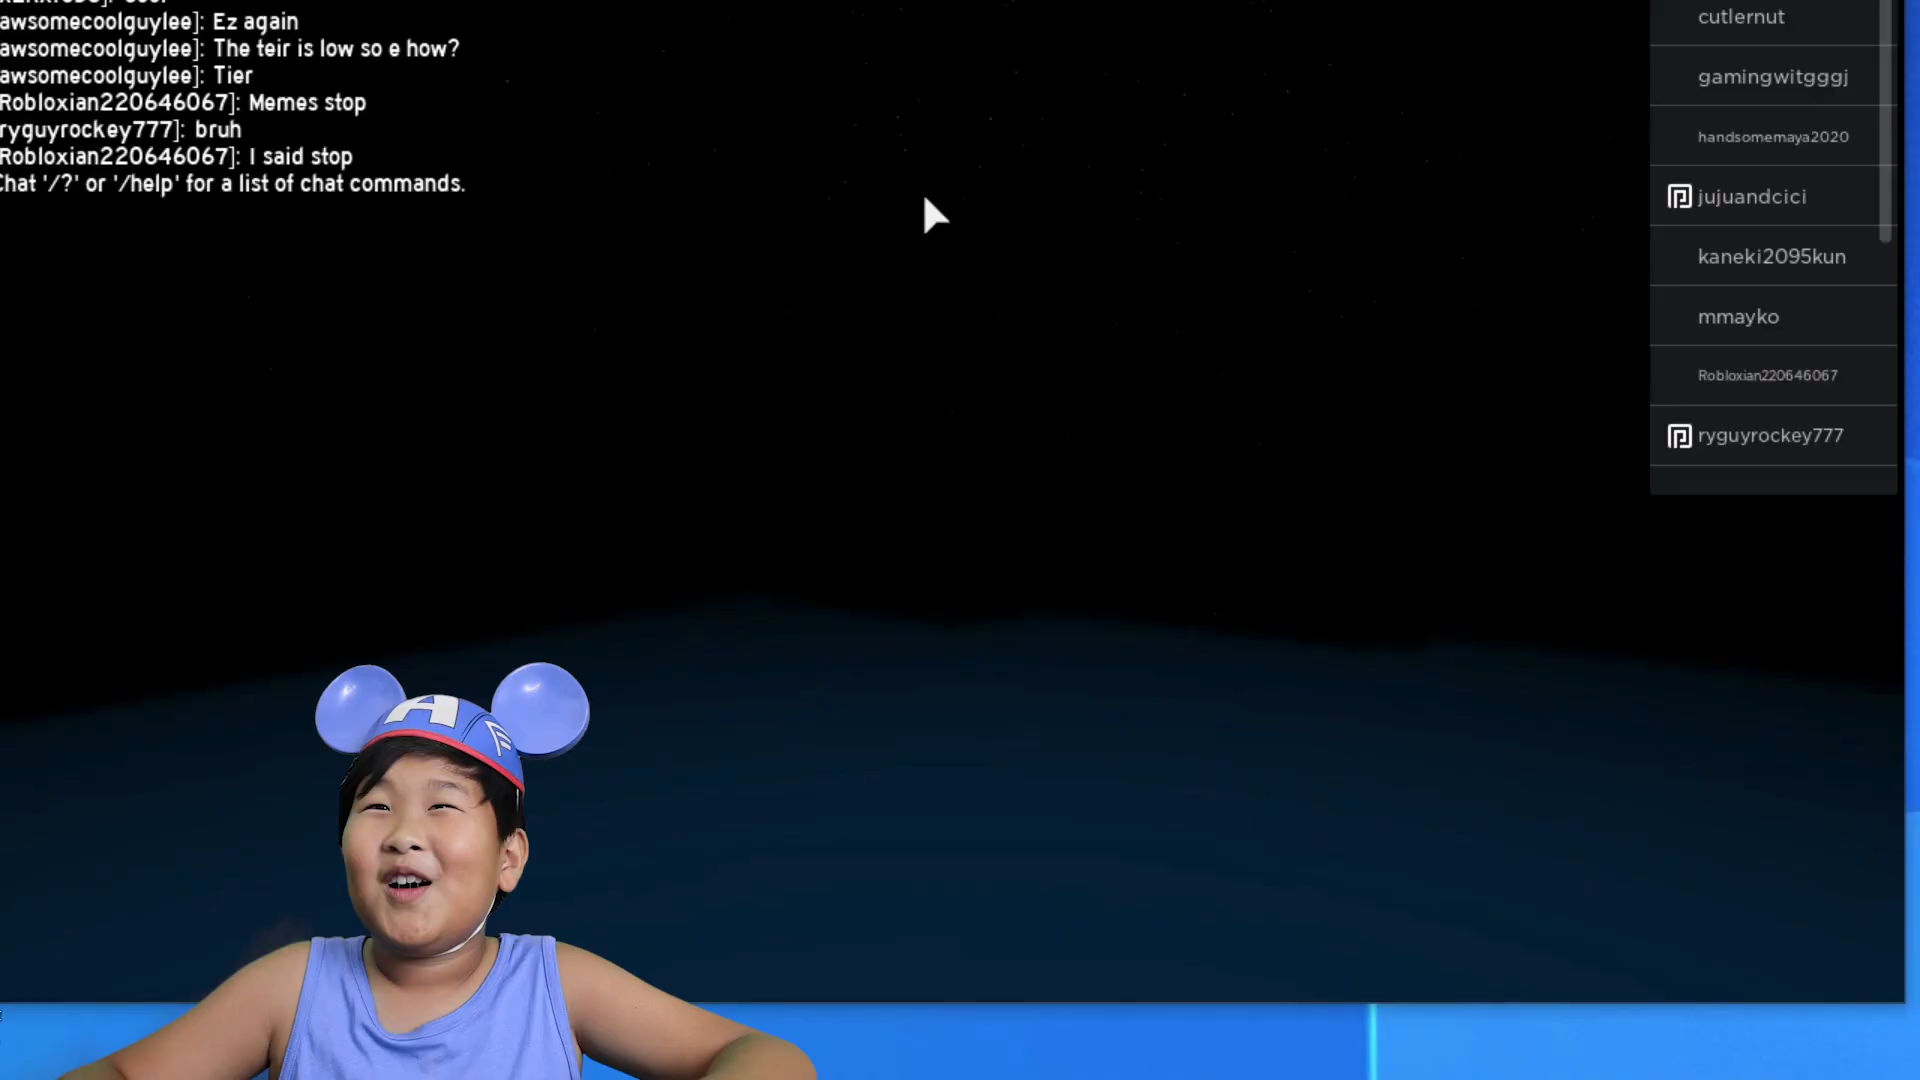 awsomecoolguylee]: Ez again
awsomecoolguylee]: The teir is low so e how?
awsomecoolguylee]: Tier
Robloxian220646067]: Memes stop
ryguyrockey777]: bruh
Robloxian220646067]: I said stop
Chat '/?' or '/help' for a list of chat commands.
cutlernut
gamingwitgggj
handsomemaya2020
jujuandcici
kaneki2095kun
mmayko
Robloxian220646067
ryguyrockey777
A